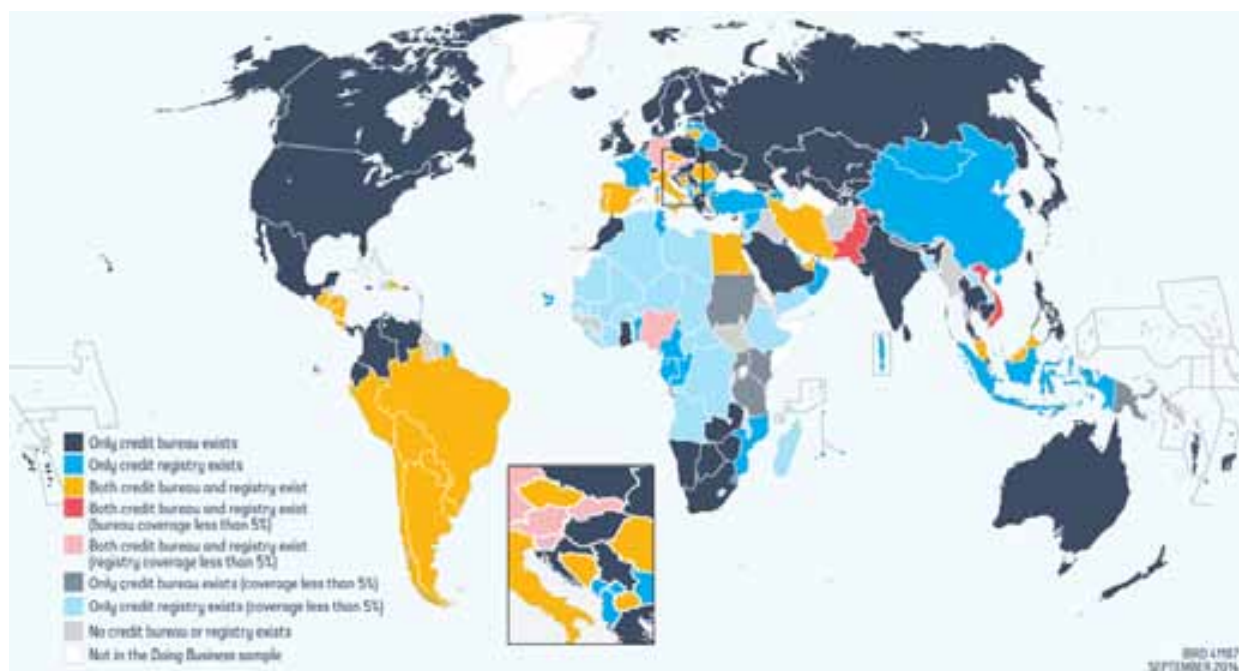 Only credit bureau exists
Only credit registry exists
Both credit bureau and registry exist
Both credit bureau and registry exist
(bureau coverage less than 5%)
Both credit bureau and registry exist
(registry coverage less than 5%)
Only credit bureau exists (coverage less than 5%)
Only credit registry exists (coverage less than 5%)
No credit bureau or registry exists
Not in the Doing Business sample
IBRD
SEPTEMBER